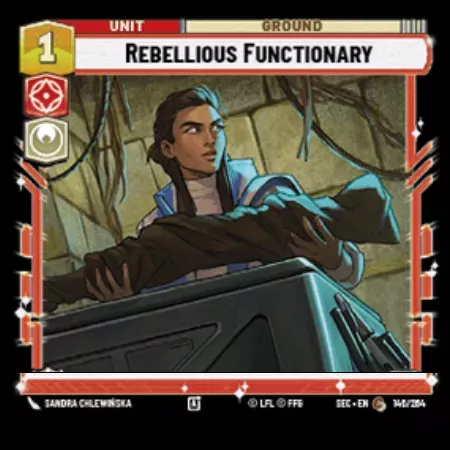 UNIT
GROUND
1
REBELLIOUS FUNCTIONARY
SANDRA CHLEWIŃSKA
© LFL © FFG
SEC • EN
146/264